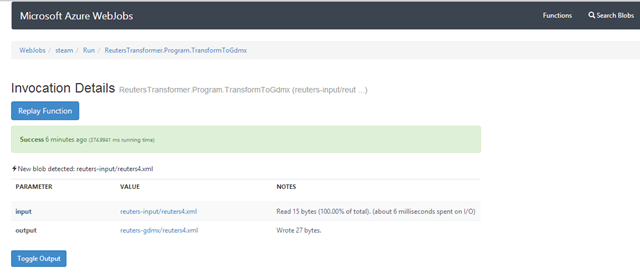 Microsoft Azure WebJobs Functions Search Blobs
WebJobs / steam / Run / ReutersTransformer.Program.TransformToGdmx
Invocation Details ReutersTransformer.Program.TransformToGdmx (reuters-input/reut ...)
Replay Function
Success 6 minutes ago (374.9941 ms running time)
New blob detected: reuters-input/reuters4.xml
PARAMETER VALUE NOTES
input reuters-input/reuters4.xml Read 15 bytes (100.00% of total). (about 6 milliseconds spent on I/O)
output reuters-gdmx/reuters4.xml Wrote 27 bytes.
Toggle Output